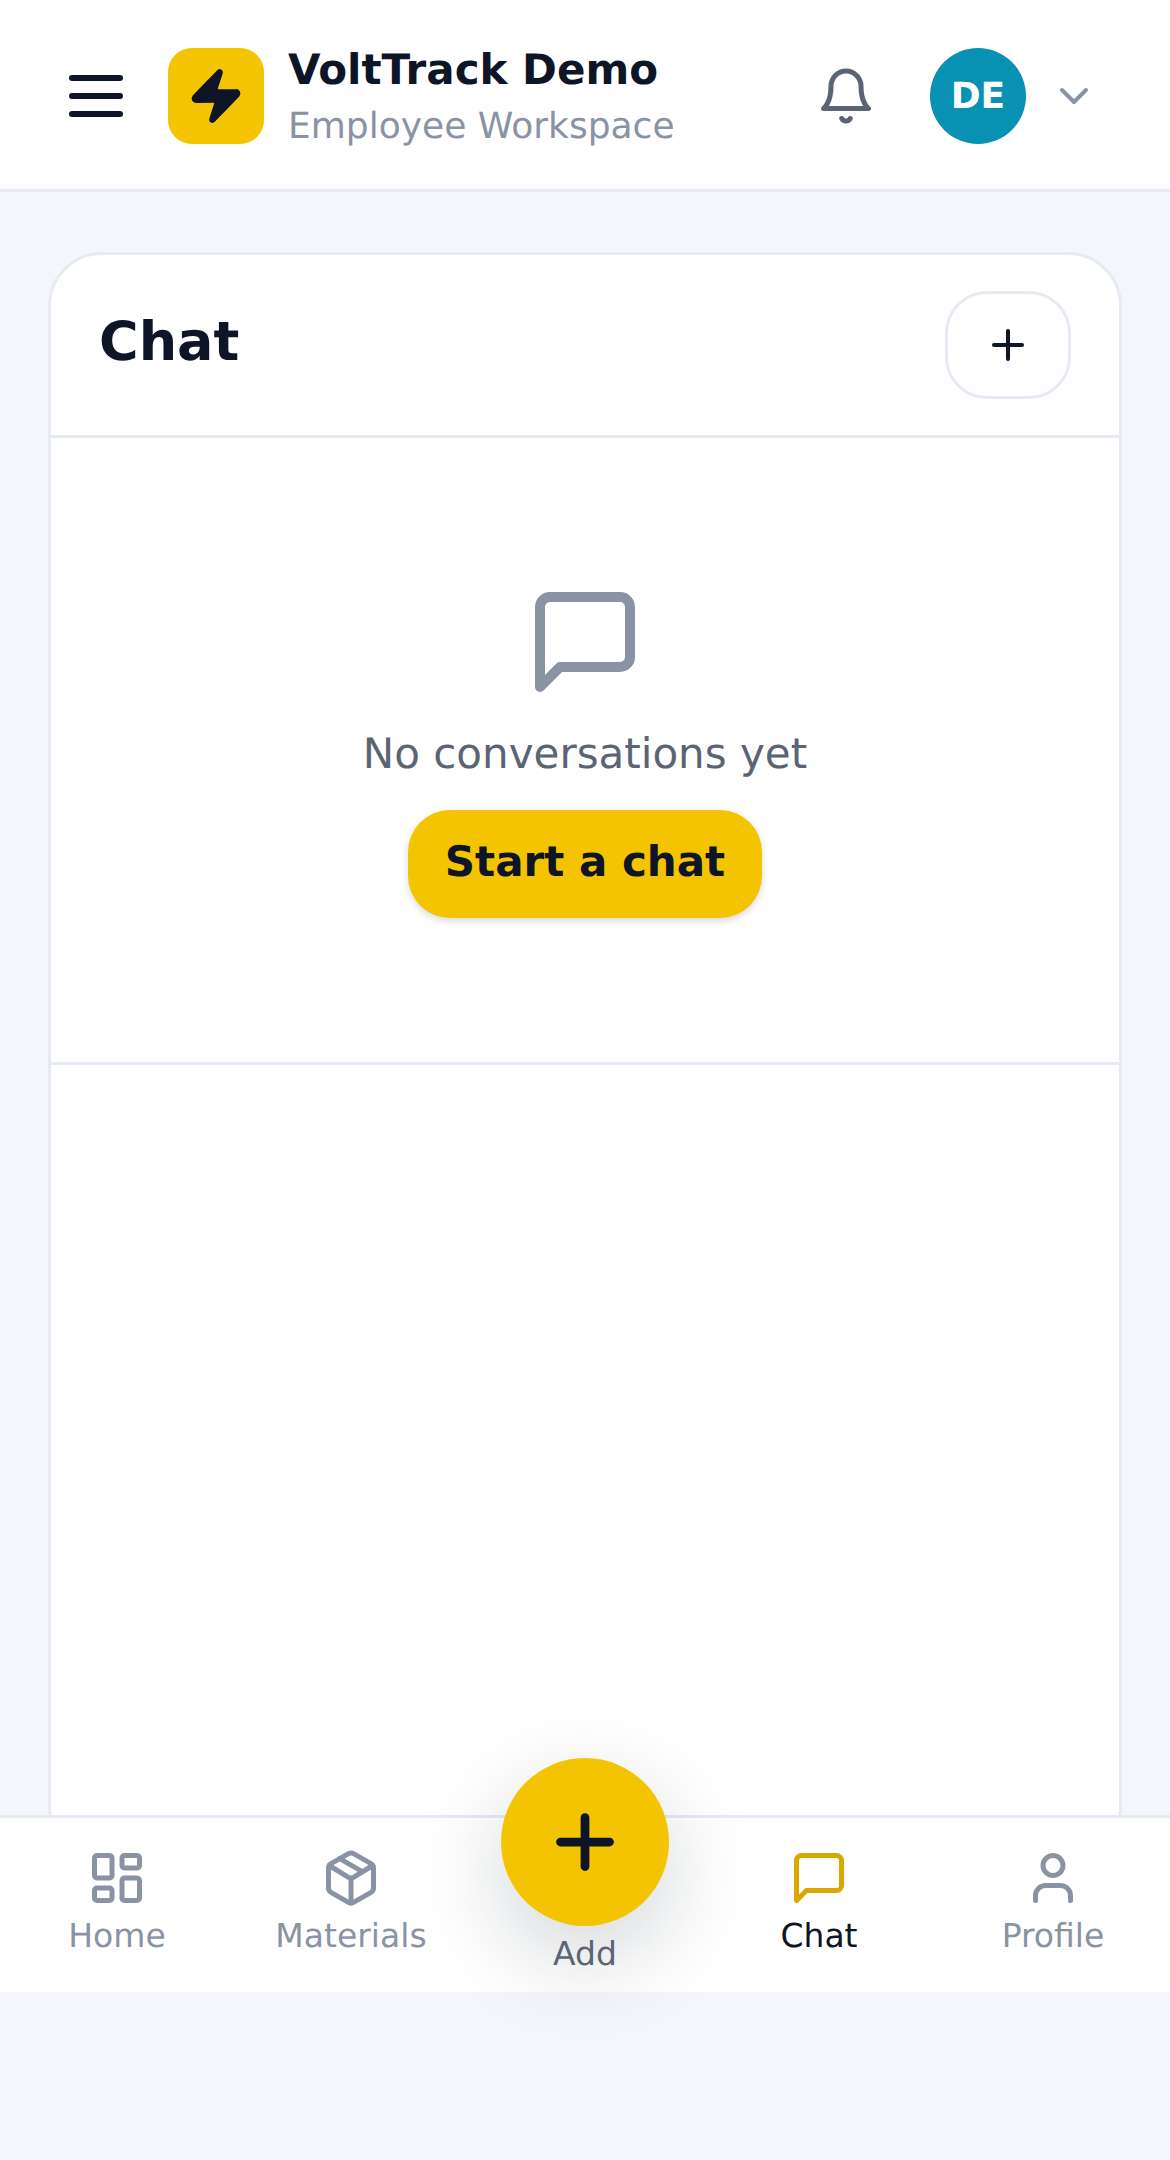 VoltTrack Demo
Employee Workspace
DE
Chat
No conversations yet
Start a chat
Home
Materials
Add
Chat
Profile